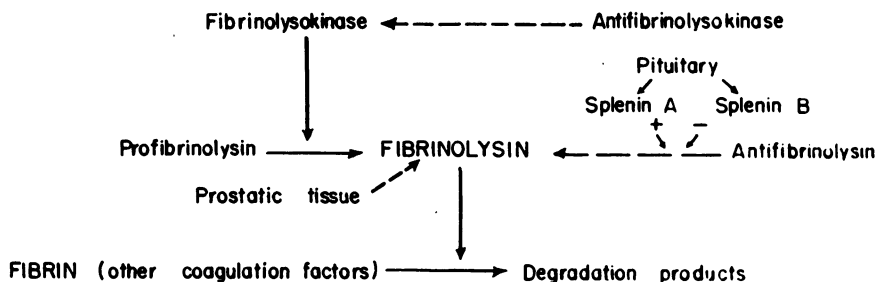 Fibrinolysokinase Antifibrinolysokinase
Pituitary
Splenin A Splenin B
+ −
Profibrinolysin FIBRINOLYSIN Antifibrinolysin
Prostatic tissue
FIBRIN (other coagulation factors) Degradation products